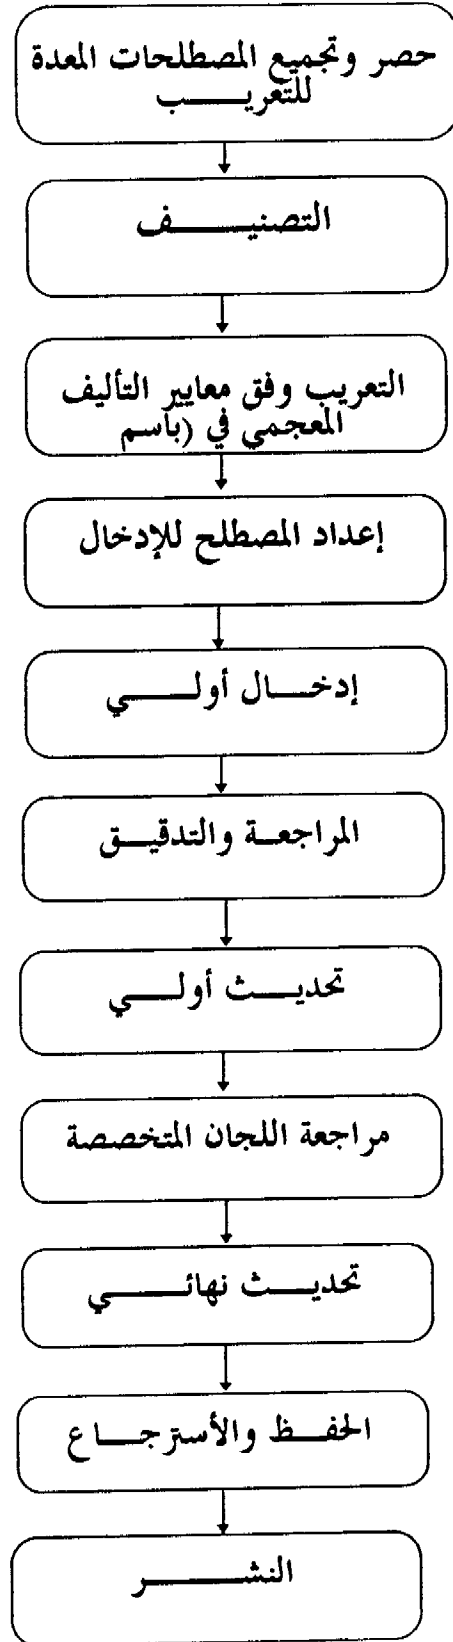 حصر وتجميع المصطلحات المعدة
للتعريب
التصنيف
التعريب وفق معايير التأليف
المعجمي في (باسم
إعداد المصطلح للإدخال
إدخال أولي
المراجعة والتدقيق
تحديث أولي
مراجعة اللجان المتخصصة
تحديث نهائي
الحفظ والأسترجاع
النشر